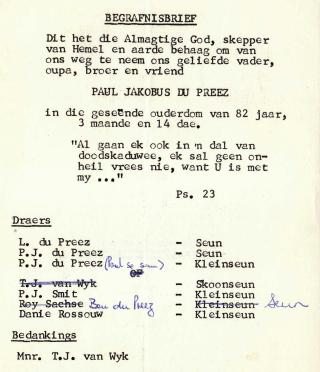 BEGRAFNISBRIEF
Dit het die Almagtige God, skepper
van Hemel en aarde behaag om van
ons weg te neem ons geliefde vader,
oupa, broer en vriend
PAUL JAKOBUS DU PREEZ
in die geseënde ouderdom van 82 jaar,
3 maande en 14 dae.
"Al gaan ek ook in 'n dal van
doodskaduwee, ek sal geen on-
heil vrees nie, want U is met
my ..."
Ps. 23
Draers
L. du Preez - Seun
P.J. du Preez - Seun
P.J. du Preez (Paul se seun) - Kleinseun
OP
T.J. van Wyk - Skoonseun
P.J. Smit - Kleinseun
Roy Sachse Ben du Preez - Kleinseun Seun
Danie Rossouw - Kleinseun
Bedankings
Mnr. T.J. van Wyk